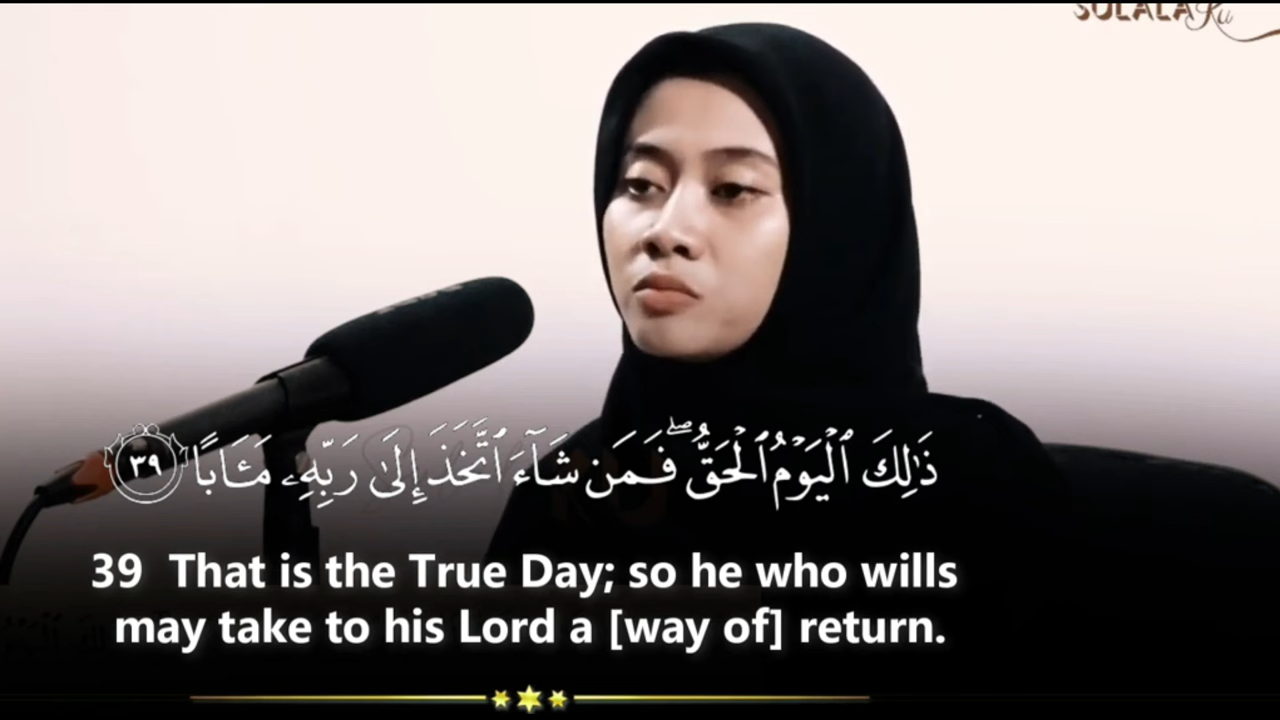 SULALAKu
ذَٰلِكَ ٱلْيَوْمُ ٱلْحَقُّ ۖ فَمَن شَآءَ ٱتَّخَذَ إِلَىٰ رَبِّهِۦ مَـَٔابًا ٣٩
39 That is the True Day; so he who wills
may take to his Lord a [way of] return.